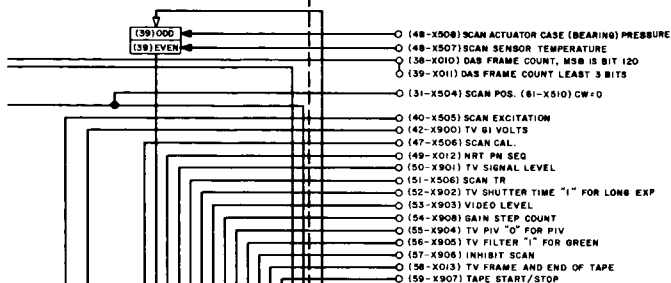 (39) ODD
(39) EVEN
(48-X508) SCAN ACTUATOR CASE (BEARING) PRESSURE
(48-X507) SCAN SENSOR TEMPERATURE
(38-X010) DAS FRAME COUNT, MSB IS BIT 120
(39-X011) DAS FRAME COUNT LEAST 3 BITS
(31-X504) SCAN POS. (61-X510) CW=0
(40-X505) SCAN EXCITATION
(42-X900) TV G1 VOLTS
(47-X506) SCAN CAL.
(49-X012) NRT PN SEQ
(50-X901) TV SIGNAL LEVEL
(51-X506) SCAN TR
(52-X902) TV SHUTTER TIME "1" FOR LONG EXP
(53-X903) VIDEO LEVEL
(54-X908) GAIN STEP COUNT
(55-X904) TV PIV "0" FOR PIV
(56-X905) TV FILTER "1" FOR GREEN
(57-X906) INHIBIT SCAN
(58-X013) TV FRAME AND END OF TAPE
(59-X907) TAPE START/STOP